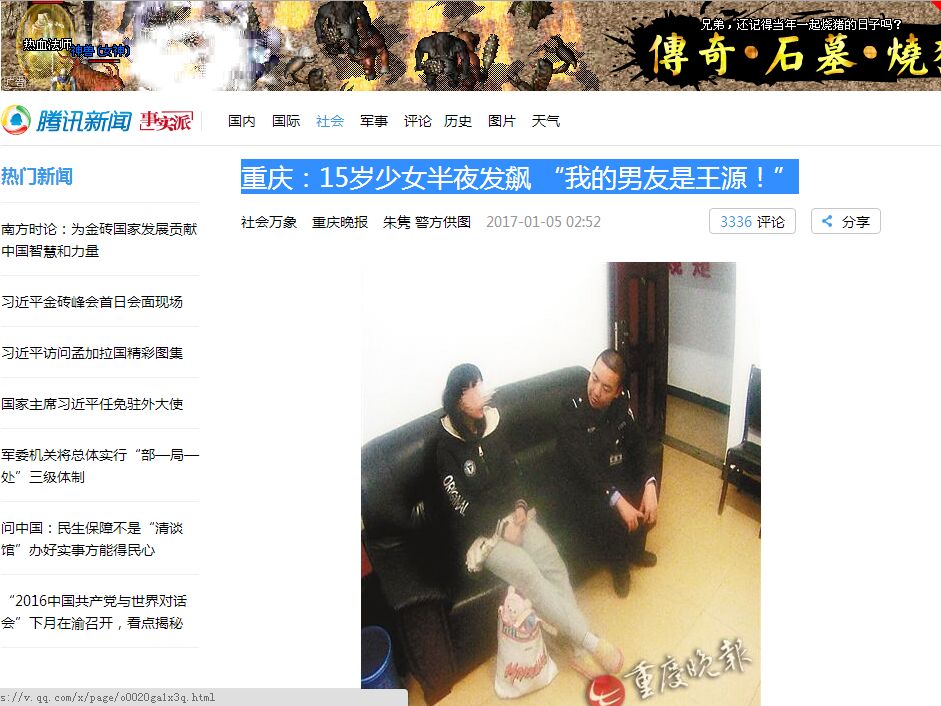 兄弟，还记得当年一起烧猪的日子吗？
热血法师
神兽(女神)
傳奇·石墓·燒
广告
腾讯新闻 事实派 国内 国际 社会 军事 评论 历史 图片 天气
热门新闻
南方时论：为金砖国家发展贡献
中国智慧和力量
习近平金砖峰会首日会面现场
习近平访问孟加拉国精彩图集
国家主席习近平任免驻外大使
军委机关将总体实行“部—局—
处”三级体制
问中国：民生保障不是“清谈
馆”办好实事方能得民心
“2016中国共产党与世界对话
会”下月在渝召开，看点揭秘
重庆：15岁少女半夜发飙 “我的男友是王源！”
社会万象 重庆晚报 朱隽 警方供图 2017-01-05 02:52
3336 评论 分享
ORIGINAL
重庆晚报
s://v.qq.com/x/page/o0020ga1x3q.html